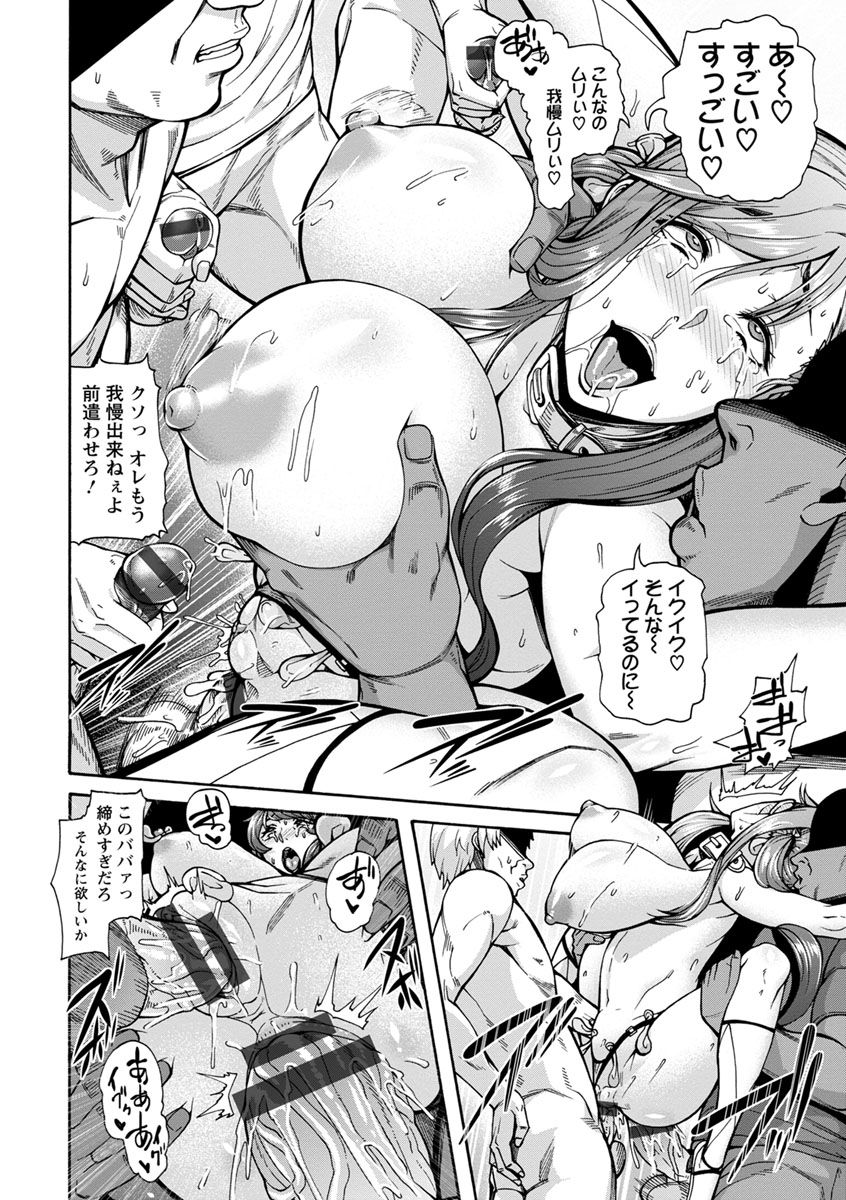 あ〜♡
すごい♡
すっごい♡
あ゛あ゛♡
こんなの
ムリぃ♡
我慢ムリぃ♡
クソっ オレもう
我慢出来ねぇよ
前遣わせろ!
イクイク♡
そんな〜
イってるのに〜
このババァっ
締めすぎだろ
そんなに欲しいか